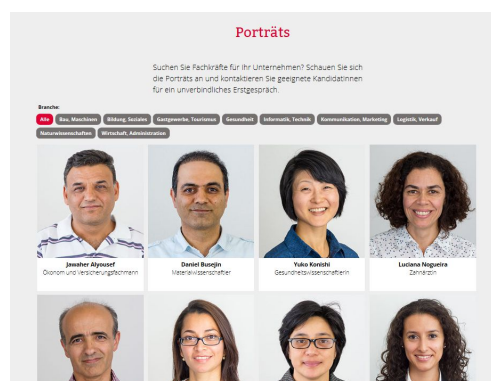 Porträts
Suchen Sie Fachkräfte für Ihr Unternehmen? Schauen Sie sich
die Porträts an und kontaktieren Sie geeignete Kandidatinnen
für ein unverbindliches Erstgespräch.
Branche:
Alle Bau, Maschinen Bildung, Soziales Gastgewerbe, Tourismus Gesundheit Informatik, Technik Kommunikation, Marketing Logistik, Verkauf
Naturwissenschaften Wirtschaft, Administration
Jawaher Alyousef Daniel Busejin Yuko Konishi Luciana Nogueira
Ökonom und Versicherungsfachmann Materialwissenschaftler Gesundheitswissenschaftlerin Zahnärztin